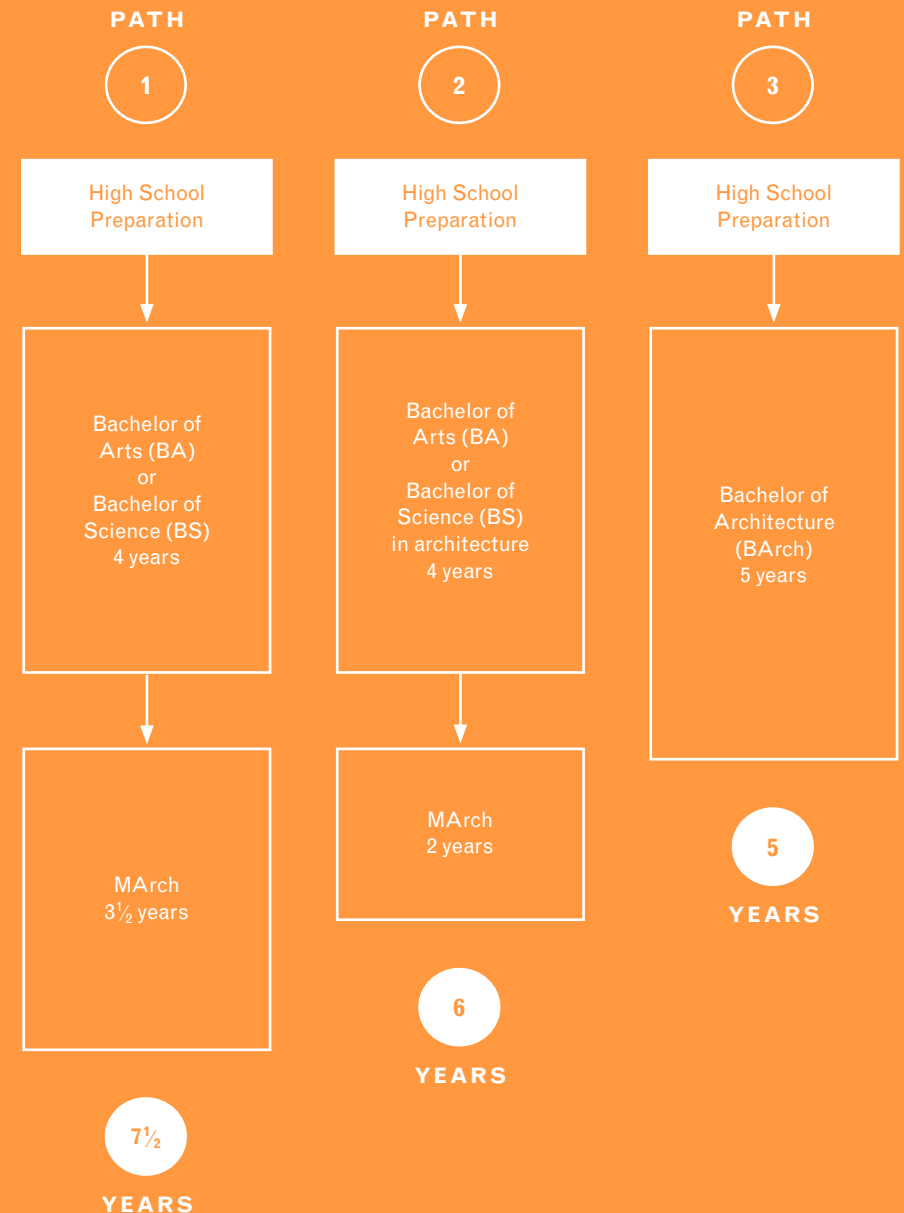 PATH
1
High School
Preparation
Bachelor of
Arts (BA)
or
Bachelor of
Science (BS)
4 years
MArch
3½ years
7½
YEARS
PATH
2
High School
Preparation
Bachelor of
Arts (BA)
or
Bachelor of
Science (BS)
in architecture
4 years
MArch
2 years
6
YEARS
PATH
3
High School
Preparation
Bachelor of
Architecture
(BArch)
5 years
5
YEARS